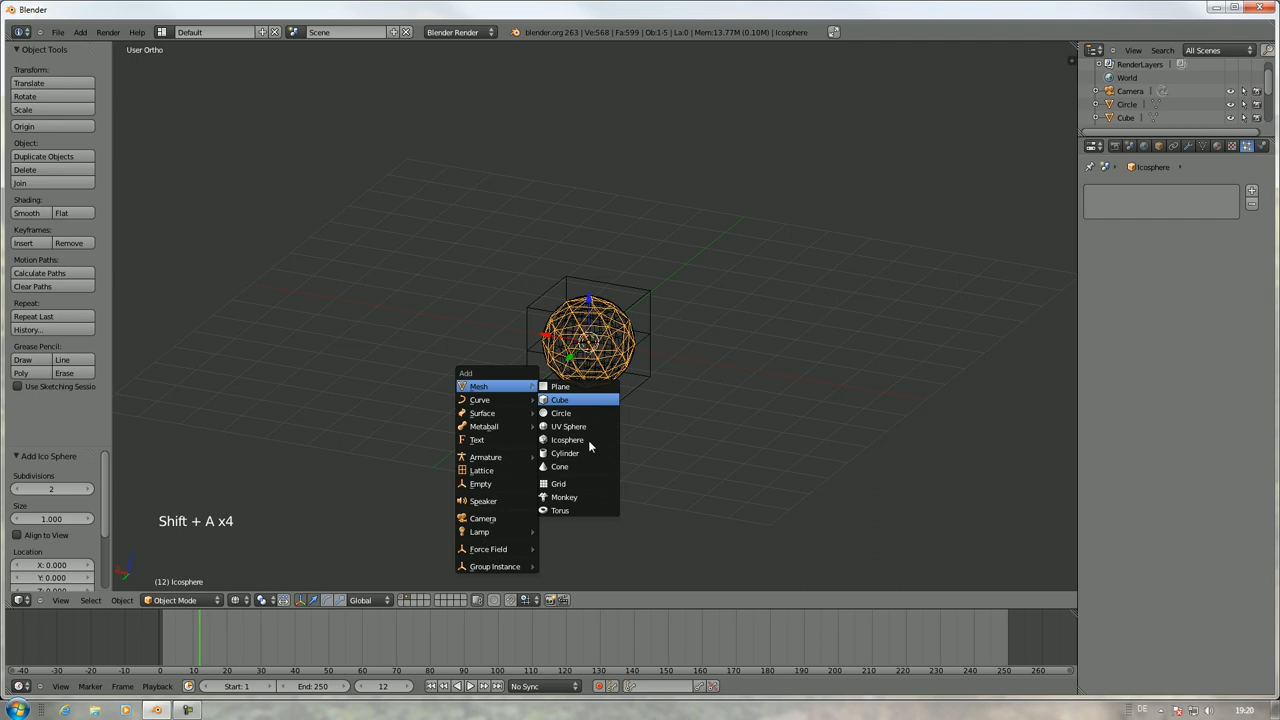 Blender
File Add Render Help Default Scene Blender Render blender.org 263 | Ve:568 | Fa:599 | Ob:1-5 | La:0 | Mem:13.77M (0.10M) | Icosphere
Object Tools
Transform:
Translate
Rotate
Scale
Origin
Object:
Duplicate Objects
Delete
Join
Shading:
Smooth Flat
Keyframes:
Insert Remove
Motion Paths:
Calculate Paths
Clear Paths
Repeat:
Repeat Last
History...
Grease Pencil:
Draw Line
Poly Erase
Use Sketching Sessio
Add Ico Sphere
Subdivisions
2
Size
1.000
Align to View
Location
X: 0.000
Y: 0.000
User Ortho
Add
Mesh
Curve
Surface
Metaball
Text
Armature
Lattice
Empty
Speaker
Camera
Lamp
Force Field
Group Instance
Plane
Cube
Circle
UV Sphere
Icosphere
Cylinder
Cone
Grid
Monkey
Torus
Shift + A x4
(12) Icosphere
View Search All Scenes
RenderLayers |
World
Camera |
Circle |
Cube |
Icosphere
View Select Object Object Mode Global
-40 -30 -20 -10 0 10 20 30 40 50 60 70 80 90 100 110 120 130 140 150 160 170 180 190 200 210 220 230 240 250 260 270 280
View Marker Frame Playback Start: 1 End: 250 12 No Sync
DE 19:20